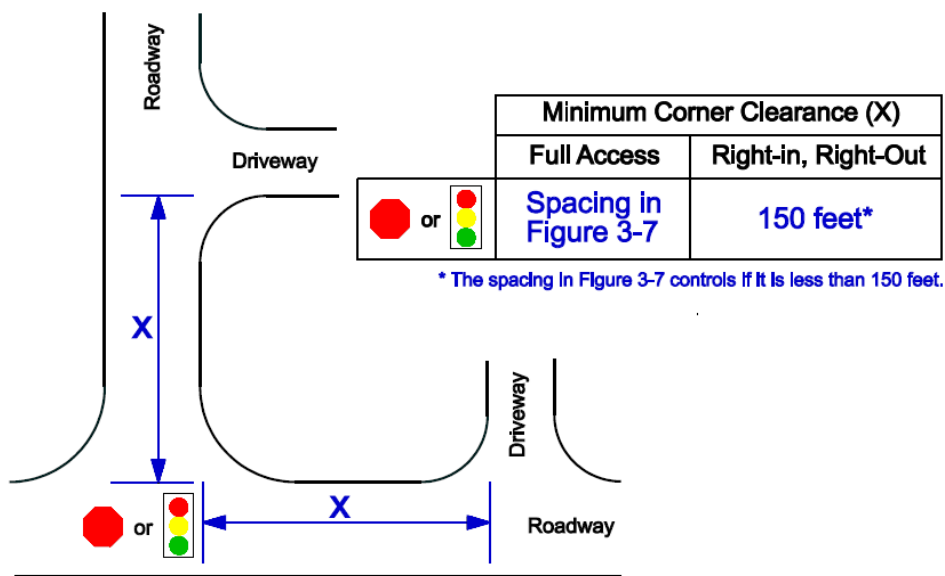 Roadway
Driveway
Minimum Corner Clearance (X)
Full Access
Right-in, Right-Out
or
Spacing in
Figure 3-7
150 feet*
* The spacing in Figure 3-7 controls if it is less than 150 feet.
X
Driveway
or
X
Roadway